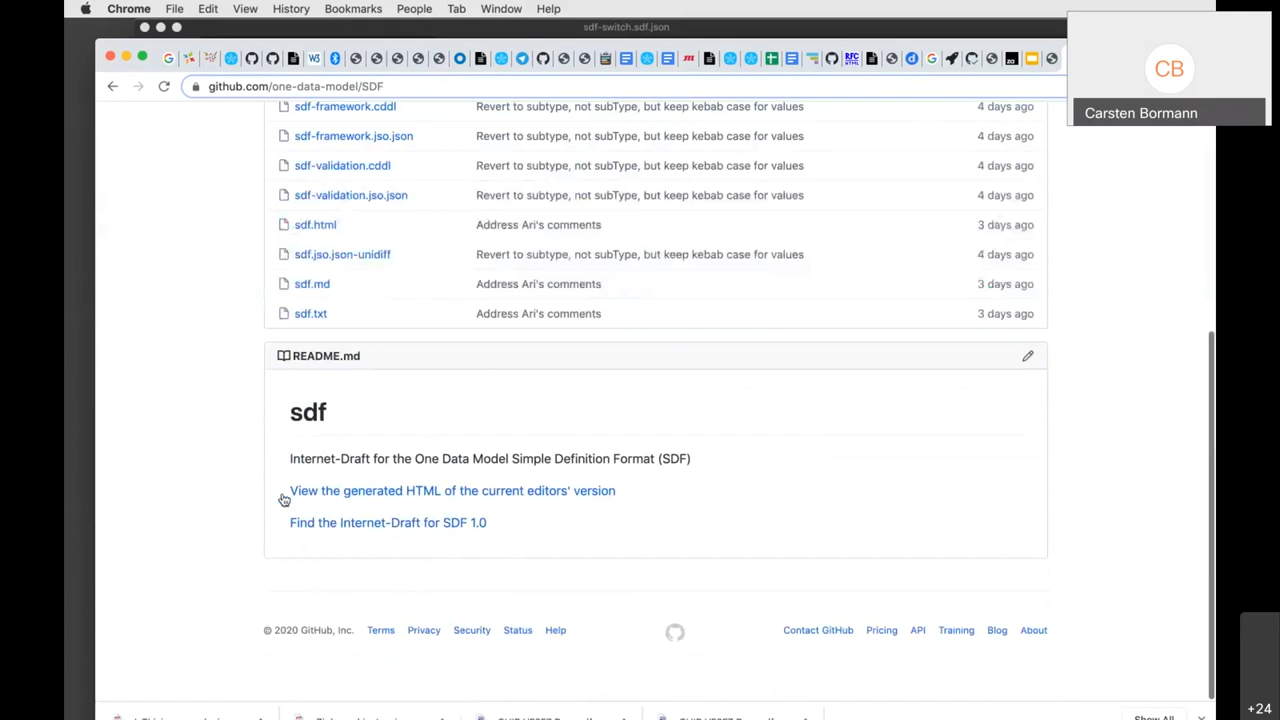 Chrome File Edit View History Bookmarks People Tab Window Help
sdf-switch.sdf.json
github.com/one-data-model/SDF
CB
Carsten Bormann
sdf-framework.cddl Revert to subtype, not subType, but keep kebab case for values 4 days ago
sdf-framework.jso.json Revert to subtype, not subType, but keep kebab case for values 4 days ago
sdf-validation.cddl Revert to subtype, not subType, but keep kebab case for values 4 days ago
sdf-validation.jso.json Revert to subtype, not subType, but keep kebab case for values 4 days ago
sdf.html Address Ari's comments 3 days ago
sdf.jso.json-unidiff Revert to subtype, not subType, but keep kebab case for values 4 days ago
sdf.md Address Ari's comments 3 days ago
sdf.txt Address Ari's comments 3 days ago
README.md
sdf
Internet-Draft for the One Data Model Simple Definition Format (SDF)
View the generated HTML of the current editors' version
Find the Internet-Draft for SDF 1.0
© 2020 GitHub, Inc. Terms Privacy Security Status Help Contact GitHub Pricing API Training Blog About
Show All
+24